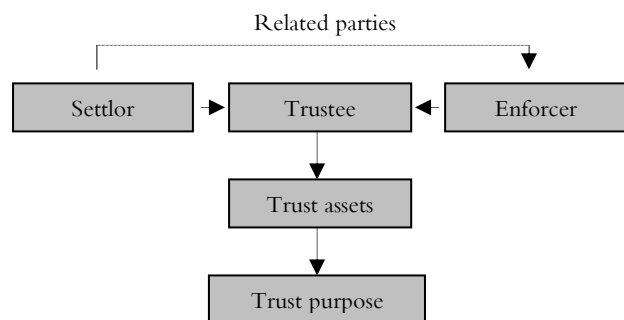 Related parties
Settlor
Trustee
Enforcer
Trust assets
Trust purpose